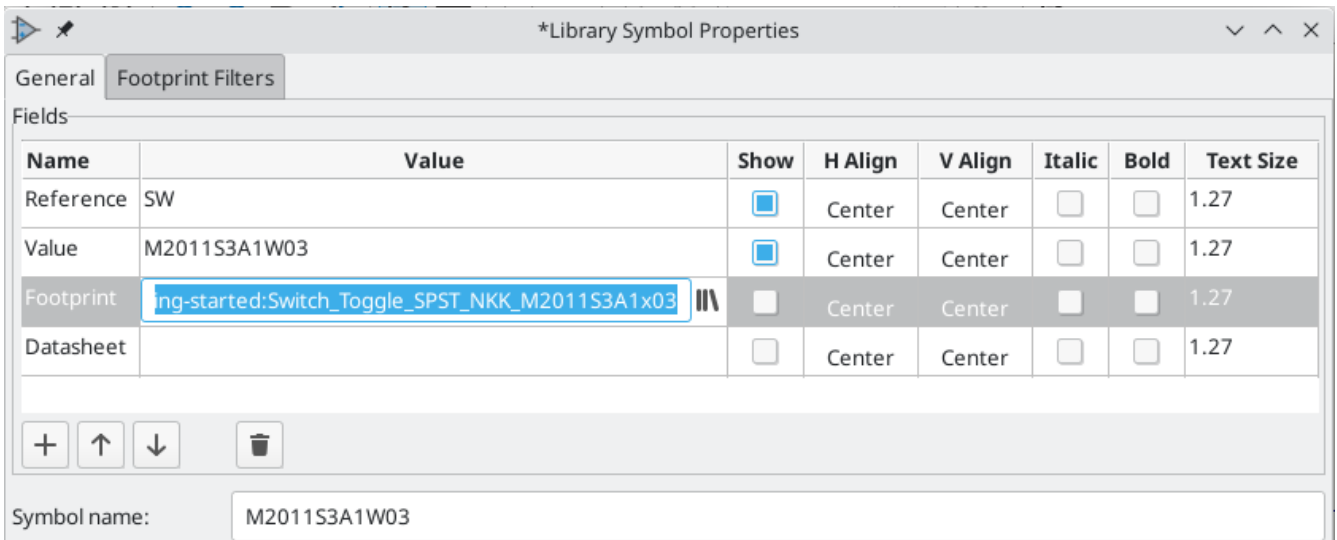 *Library Symbol Properties
General Footprint Filters
Fields
Name Value Show H Align V Align Italic Bold Text Size
Reference SW Center Center 1.27
Value M2011S3A1W03 Center Center 1.27
Footprint ing-started:Switch_Toggle_SPST_NKK_M2011S3A1x03 Center Center 1.27
Datasheet Center Center 1.27
Symbol name: M2011S3A1W03